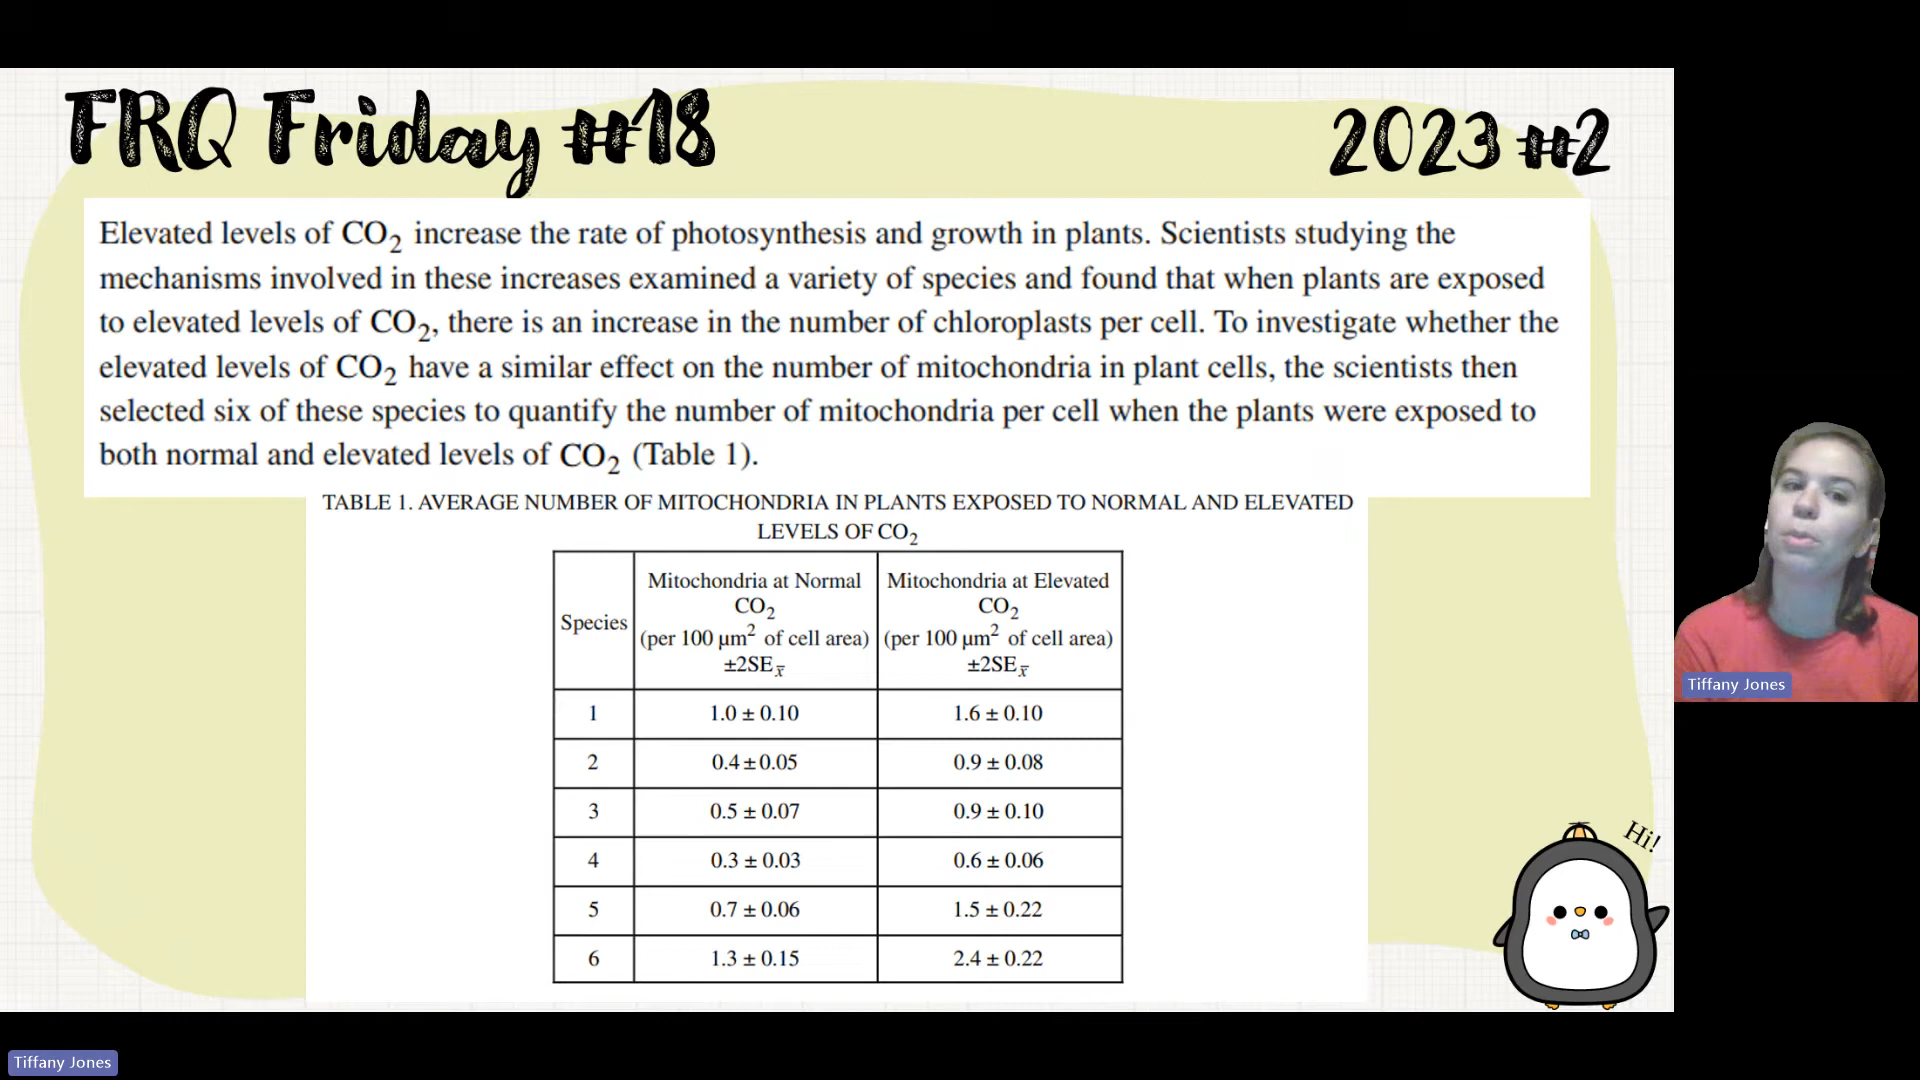 FRQ Friday #18
2023 #2
Elevated levels of CO₂ increase the rate of photosynthesis and growth in plants. Scientists studying the
mechanisms involved in these increases examined a variety of species and found that when plants are exposed
to elevated levels of CO₂, there is an increase in the number of chloroplasts per cell. To investigate whether the
elevated levels of CO₂ have a similar effect on the number of mitochondria in plant cells, the scientists then
selected six of these species to quantify the number of mitochondria per cell when the plants were exposed to
both normal and elevated levels of CO₂ (Table 1).
TABLE 1. AVERAGE NUMBER OF MITOCHONDRIA IN PLANTS EXPOSED TO NORMAL AND ELEVATED
LEVELS OF CO₂
Species
Mitochondria at Normal
CO₂
(per 100 µm² of cell area)
±2SE x̄
Mitochondria at Elevated
CO₂
(per 100 µm² of cell area)
±2SE x̄
1 1.0 ± 0.10 1.6 ± 0.10
2 0.4 ± 0.05 0.9 ± 0.08
3 0.5 ± 0.07 0.9 ± 0.10
4 0.3 ± 0.03 0.6 ± 0.06
5 0.7 ± 0.06 1.5 ± 0.22
6 1.3 ± 0.15 2.4 ± 0.22
Hi!
Tiffany Jones
Tiffany Jones